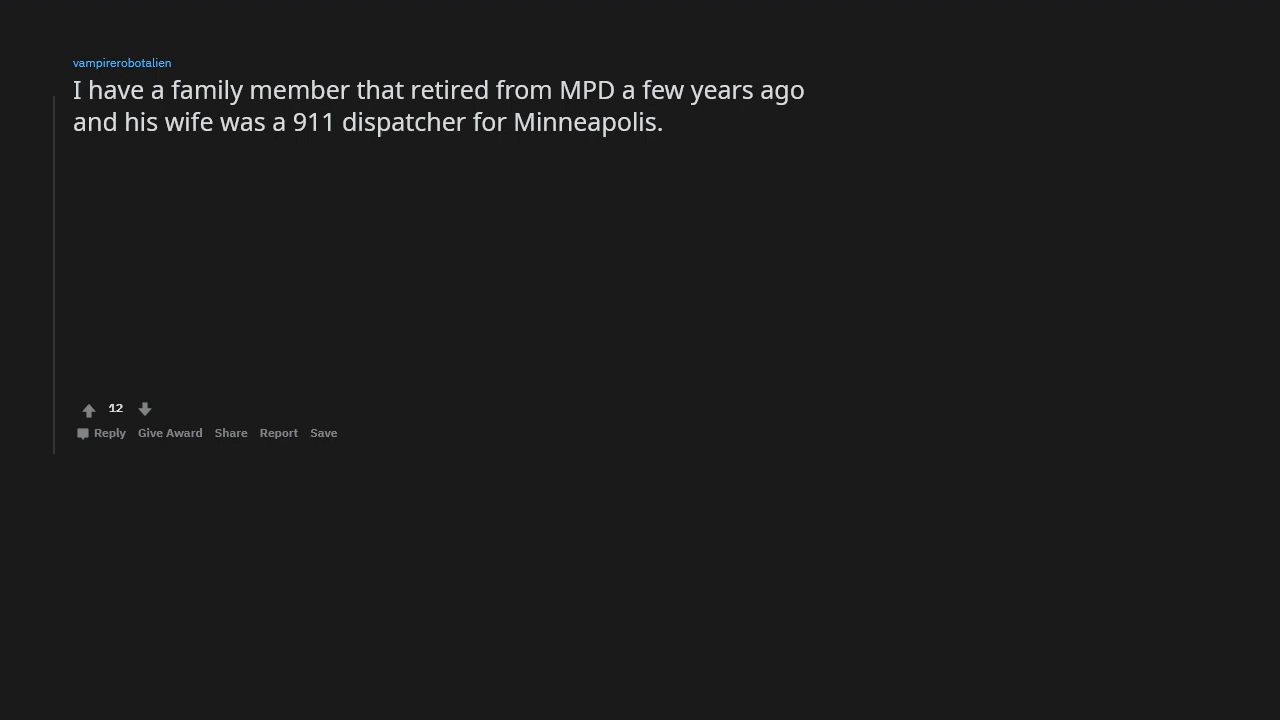 vampirerobotalien
I have a family member that retired from MPD a few years ago
and his wife was a 911 dispatcher for Minneapolis.
12
Reply Give Award Share Report Save